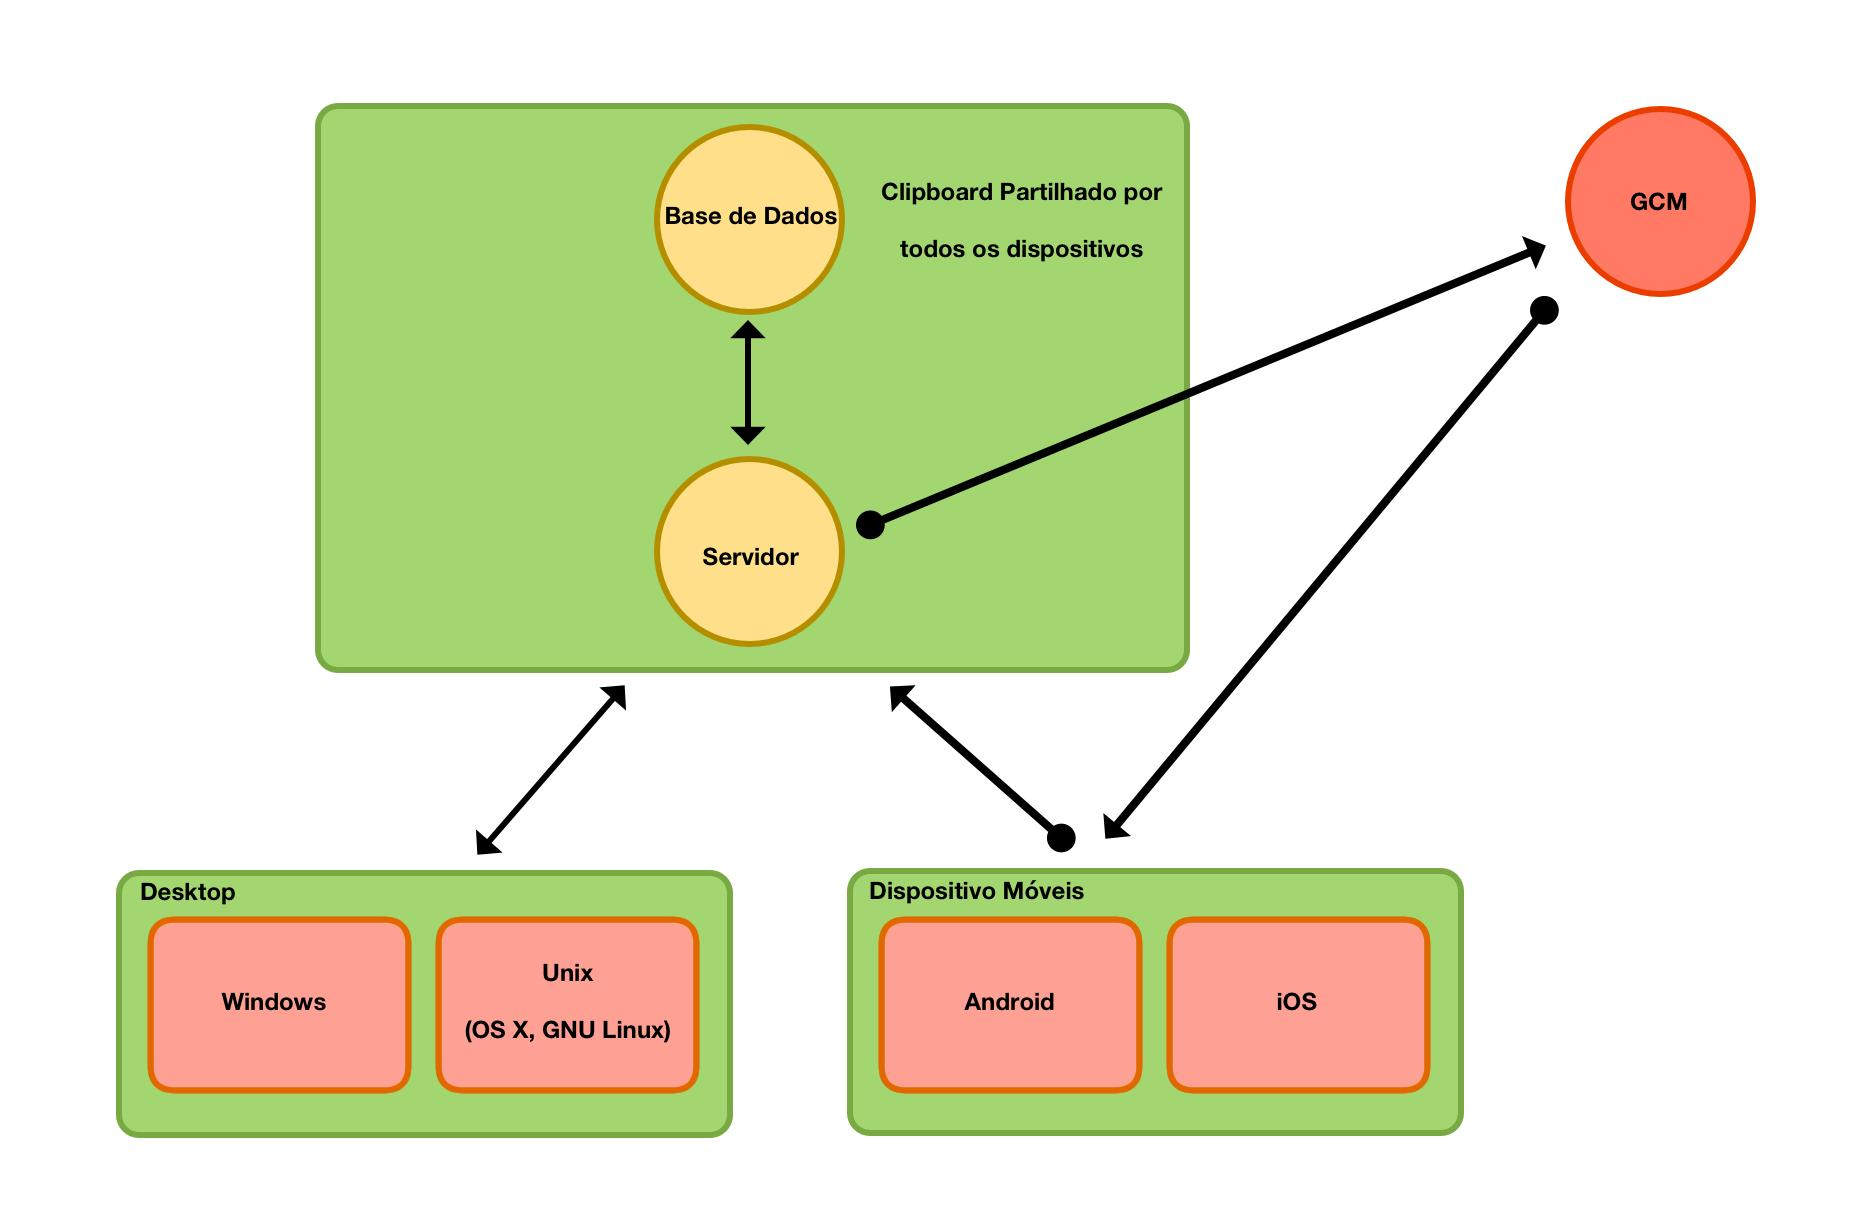 Base de Dados
Clipboard Partilhado por
todos os dispositivos
GCM
Servidor
Desktop
Windows
Unix
(OS X, GNU Linux)
Dispositivo Móveis
Android
iOS